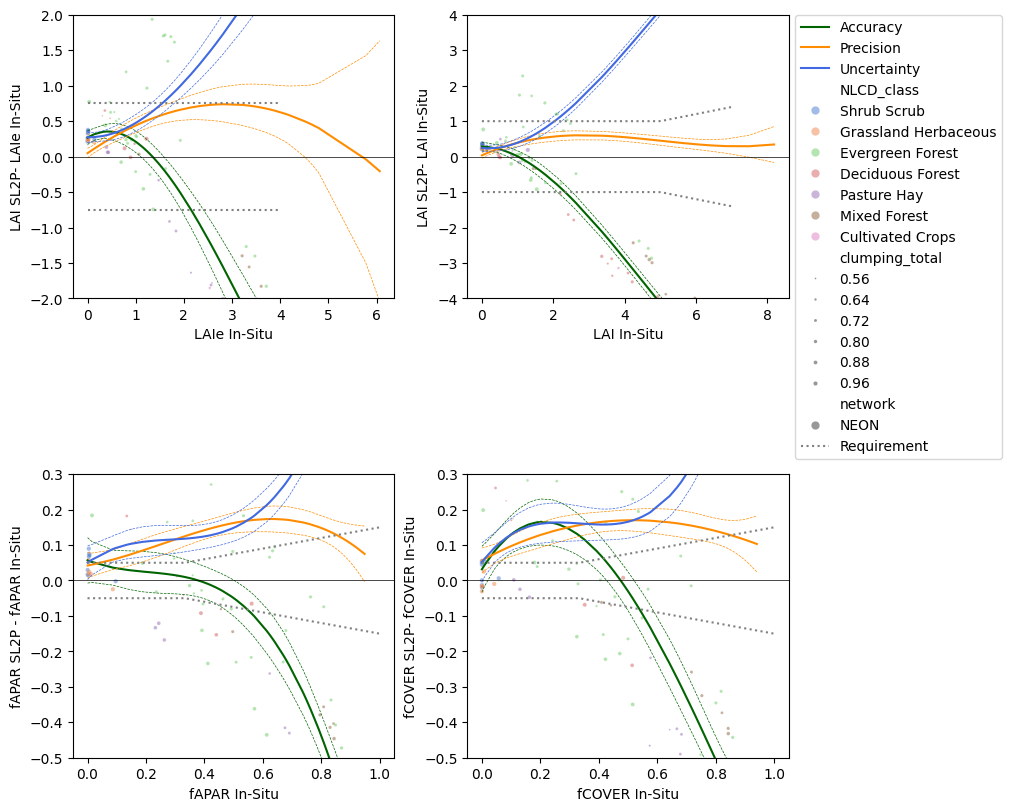 2.0
1.5
1.0
0.5
0.0
−0.5
−1.0
−1.5
−2.0
LAI SL2P- LAIe In-Situ
0
1
2
3
4
5
6
LAIe In-Situ
4
3
2
1
0
−1
−2
−3
−4
LAI SL2P- LAI In-Situ
0
2
4
6
8
LAI In-Situ
Accuracy
Precision
Uncertainty
NLCD_class
Shrub Scrub
Grassland Herbaceous
Evergreen Forest
Deciduous Forest
Pasture Hay
Mixed Forest
Cultivated Crops
clumping_total
0.56
0.64
0.72
0.80
0.88
0.96
network
NEON
Requirement
0.3
0.2
0.1
0.0
−0.1
−0.2
−0.3
−0.4
−0.5
fAPAR SL2P - fAPAR In-Situ
0.0
0.2
0.4
0.6
0.8
1.0
fAPAR In-Situ
0.3
0.2
0.1
0.0
−0.1
−0.2
−0.3
−0.4
−0.5
fCOVER SL2P- fCOVER In-Situ
0.0
0.2
0.4
0.6
0.8
1.0
fCOVER In-Situ